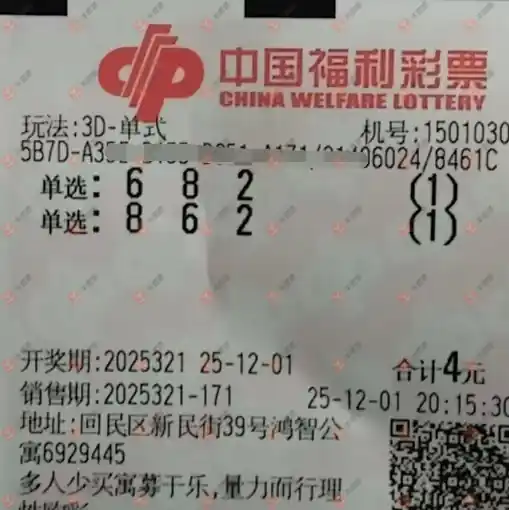 中国福利彩票
CHINA WELFARE LOTTERY
玩法:3D-单式 机号:1501030
5B7D-A3 06024/8461C
单选: 6 8 2 (1)
单选: 8 6 2 (1)
开奖期:2025321 25-12-01 合计4元
销售期:2025321-171 25-12-01 20:15:30
地址:回民区新民街39号鸿智公
寓6929445
多人少买寓募于乐,量力而行理